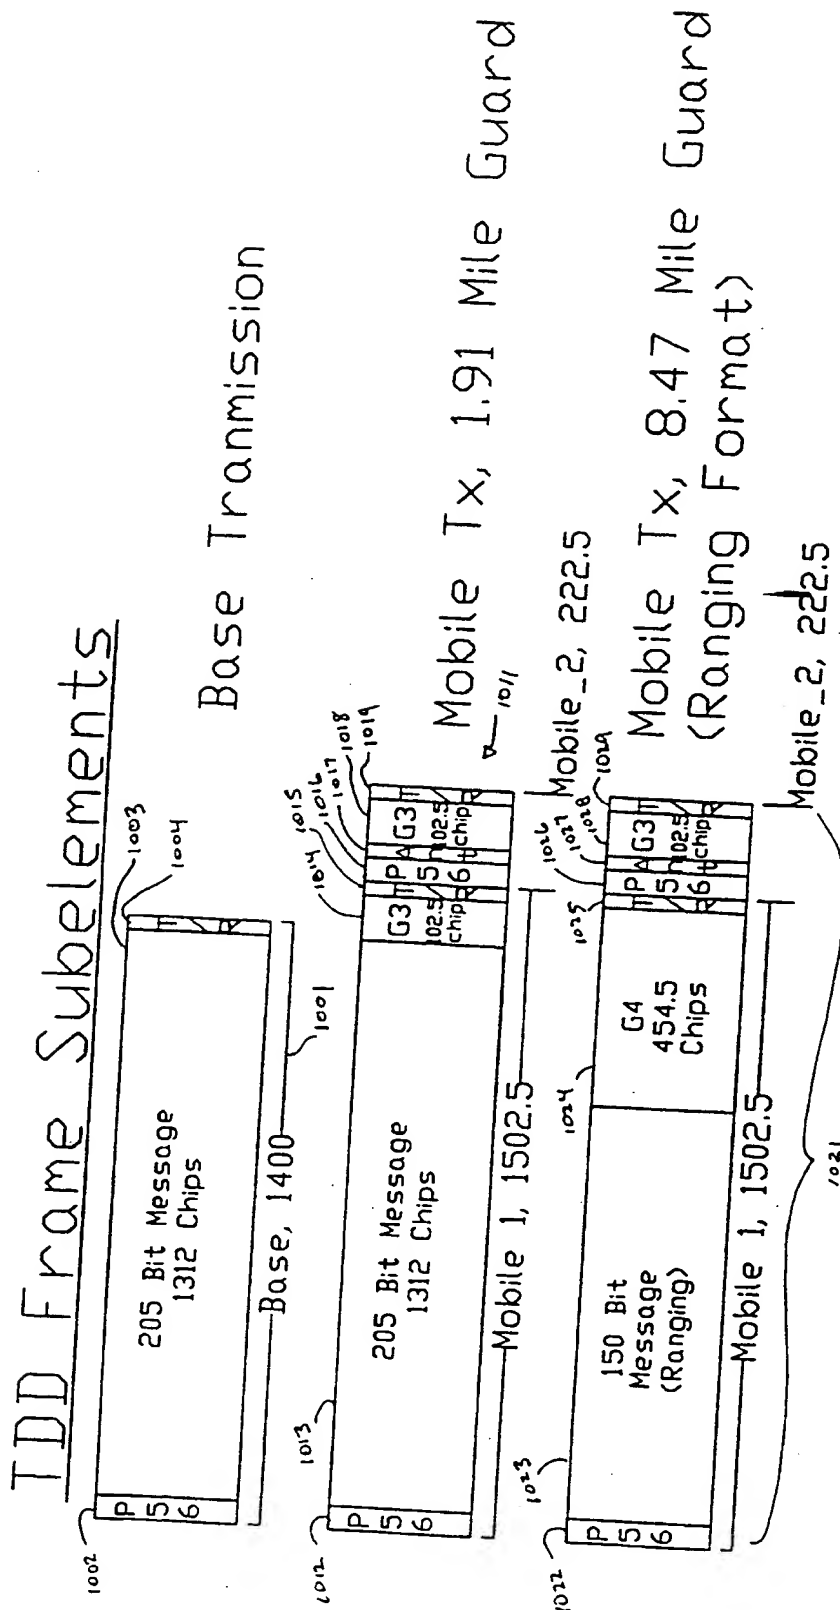 TDD Frame Subelements
1002
1003
1004
P
5
6
205 Bit Message
1312 Chips
Base, 1400
1001
Base Tranmission
1012
1013
1014
1015
1016
1017
1018
1019
P
5
6
205 Bit Message
1312 Chips
G3
102.5
chip
P
5
6
A
n
t
G3
102.5
chip
Mobile 1, 1502.5
Mobile_2, 222.5
1011
Mobile Tx, 1.91 Mile Guard
1022
1023
1024
1025
1026
1027
1028
1029
P
5
6
150 Bit
Message
(Ranging)
G4
454.5
Chips
P
5
6
A
n
t
G3
102.5
chip
Mobile 1, 1502.5
Mobile_2, 222.5
1021
Mobile Tx, 8.47 Mile Guard
(Ranging Format)